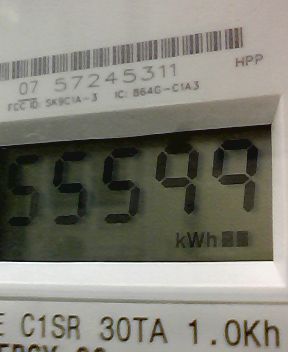 HPP
07 57245311
FCC ID: SK9C1A-3 IC: 864G-C1A3
55599
kWh
E C1SR 30TA 1.0Kh